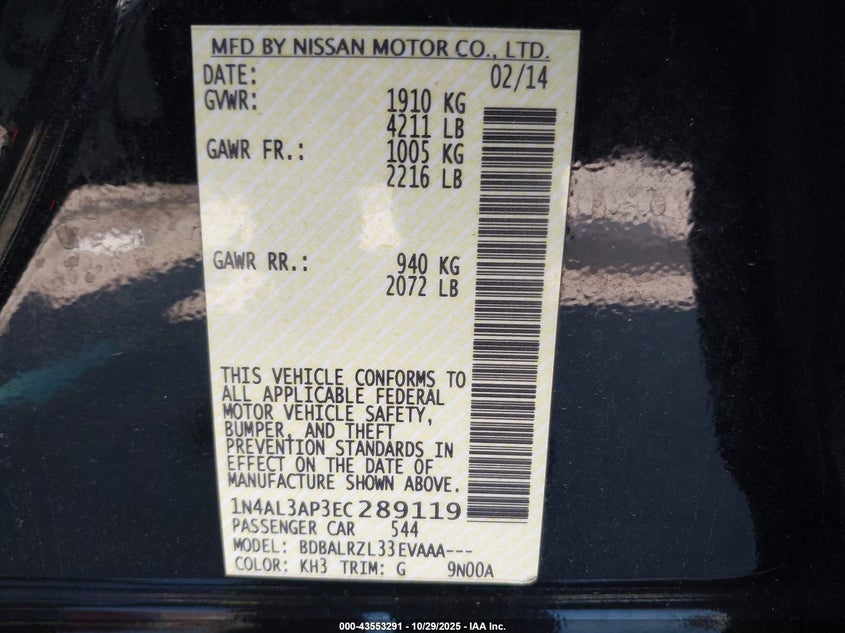 MFD BY NISSAN MOTOR CO., LTD.
DATE: 02/14
GVWR: 1910 KG
4211 LB
GAWR FR.: 1005 KG
2216 LB
GAWR RR.: 940 KG
2072 LB
THIS VEHICLE CONFORMS TO
ALL APPLICABLE FEDERAL
MOTOR VEHICLE SAFETY,
BUMPER, AND THEFT
PREVENTION STANDARDS IN
EFFECT ON THE DATE OF
MANUFACTURE SHOWN ABOVE.
1N4AL3AP3EC289119
PASSENGER CAR 544
MODEL: BDBALRZL33EVAAA---
COLOR: KH3 TRIM: G 9N00A
000-43553291 - 10/29/2025 - IAA Inc.